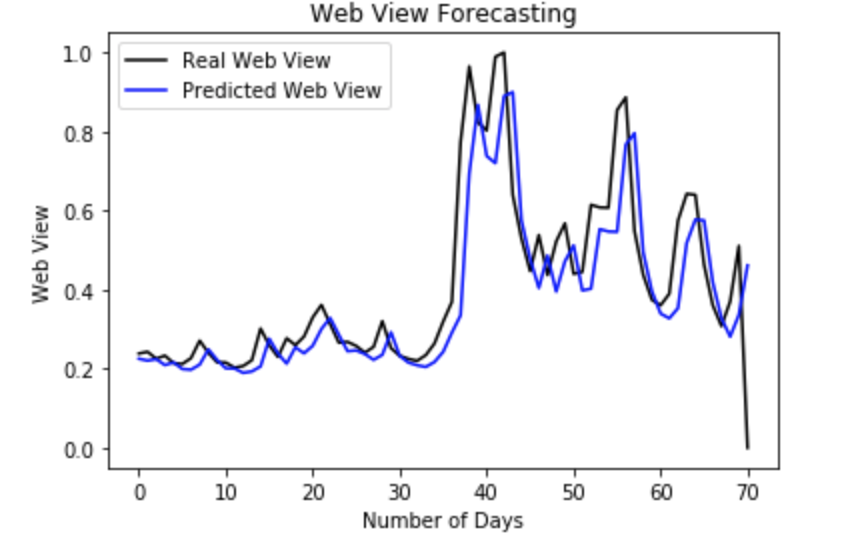 Web View Forecasting
Real Web View
Predicted Web View
Web View
1.0
0.8
0.6
0.4
0.2
0.0
0 10 20 30 40 50 60 70
Number of Days